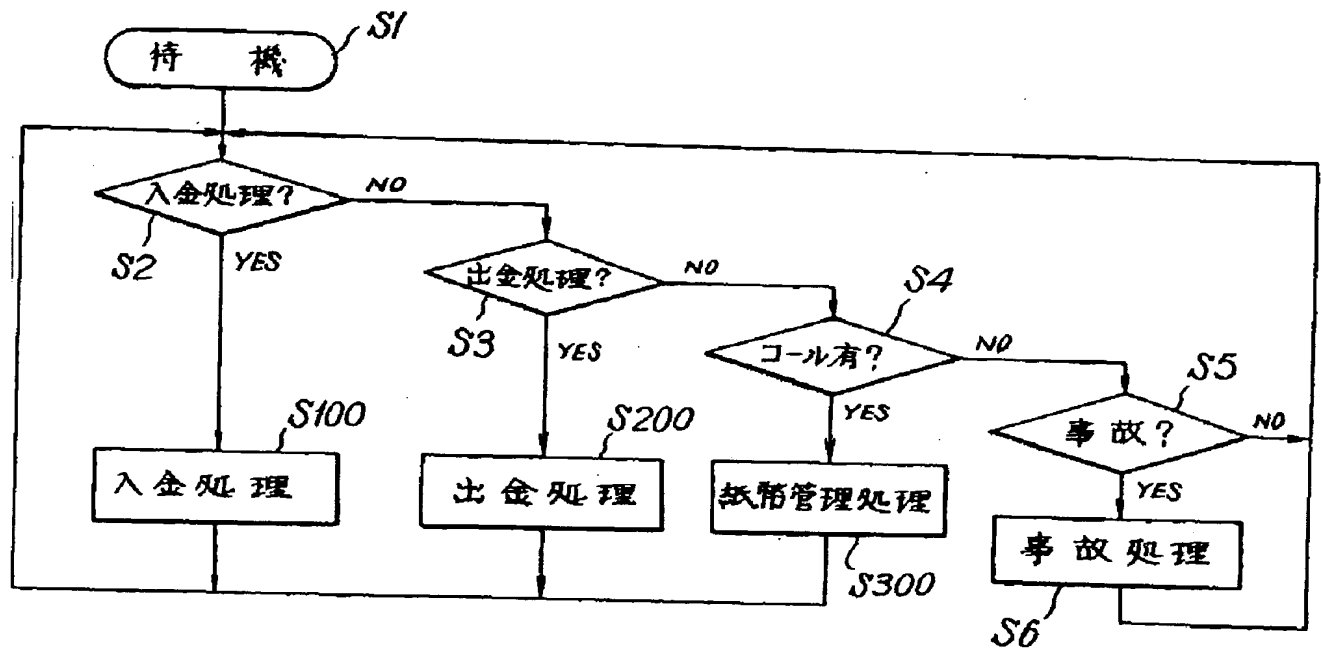 S1
待機
入金処理?
NO
S2
YES
出金処理?
NO
S3
YES
S4
コール有?
NO
YES
S5
事故?
NO
YES
S100
入金処理
S200
出金処理
紙幣管理処理
S300
事故処理
S6